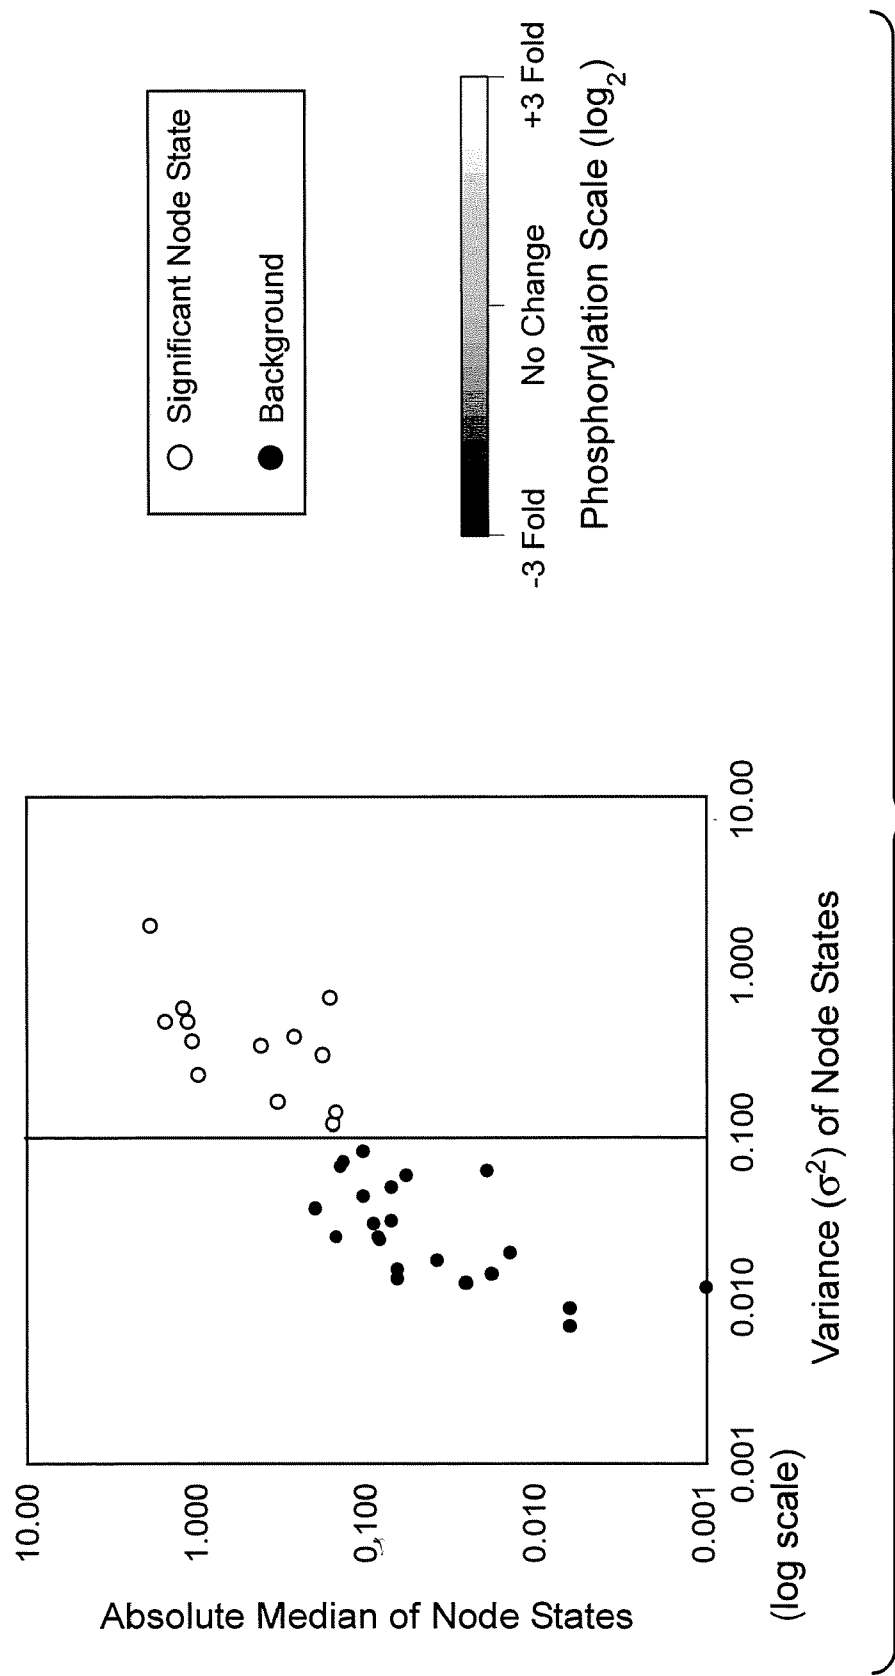 Absolute Median of Node States
10.00
1.000
0.100
0.010
0.001
0.001
0.010
0.100
1.000
10.00
(log scale)
Variance (σ²) of Node States
Significant Node State
Background
-3 Fold
No Change
+3 Fold
Phosphorylation Scale (log₂)